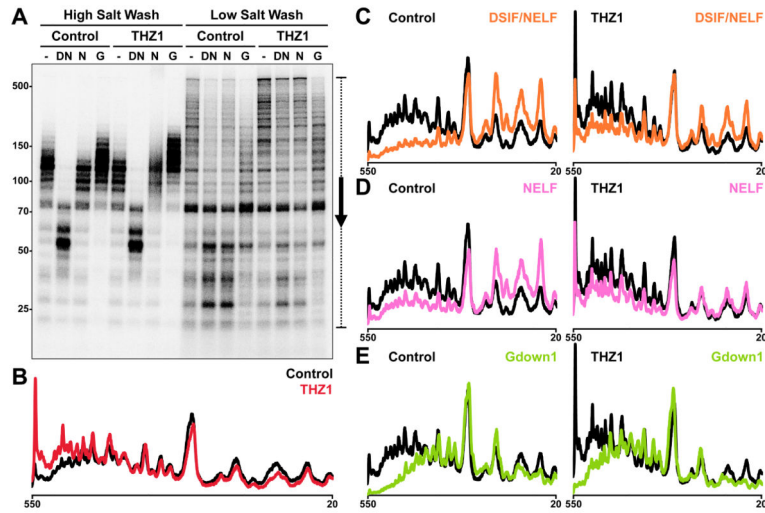 A
High Salt Wash Low Salt Wash
Control THZ1 Control THZ1
- DN N G - DN N G - DN N G - DN N G
500
150
100
70
50
25
B
Control
THZ1
550 20
C
Control DSIF/NELF THZ1 DSIF/NELF
550 20 550 20
D
Control NELF THZ1 NELF
550 20 550 20
E
Control Gdown1 THZ1 Gdown1
550 20 550 20